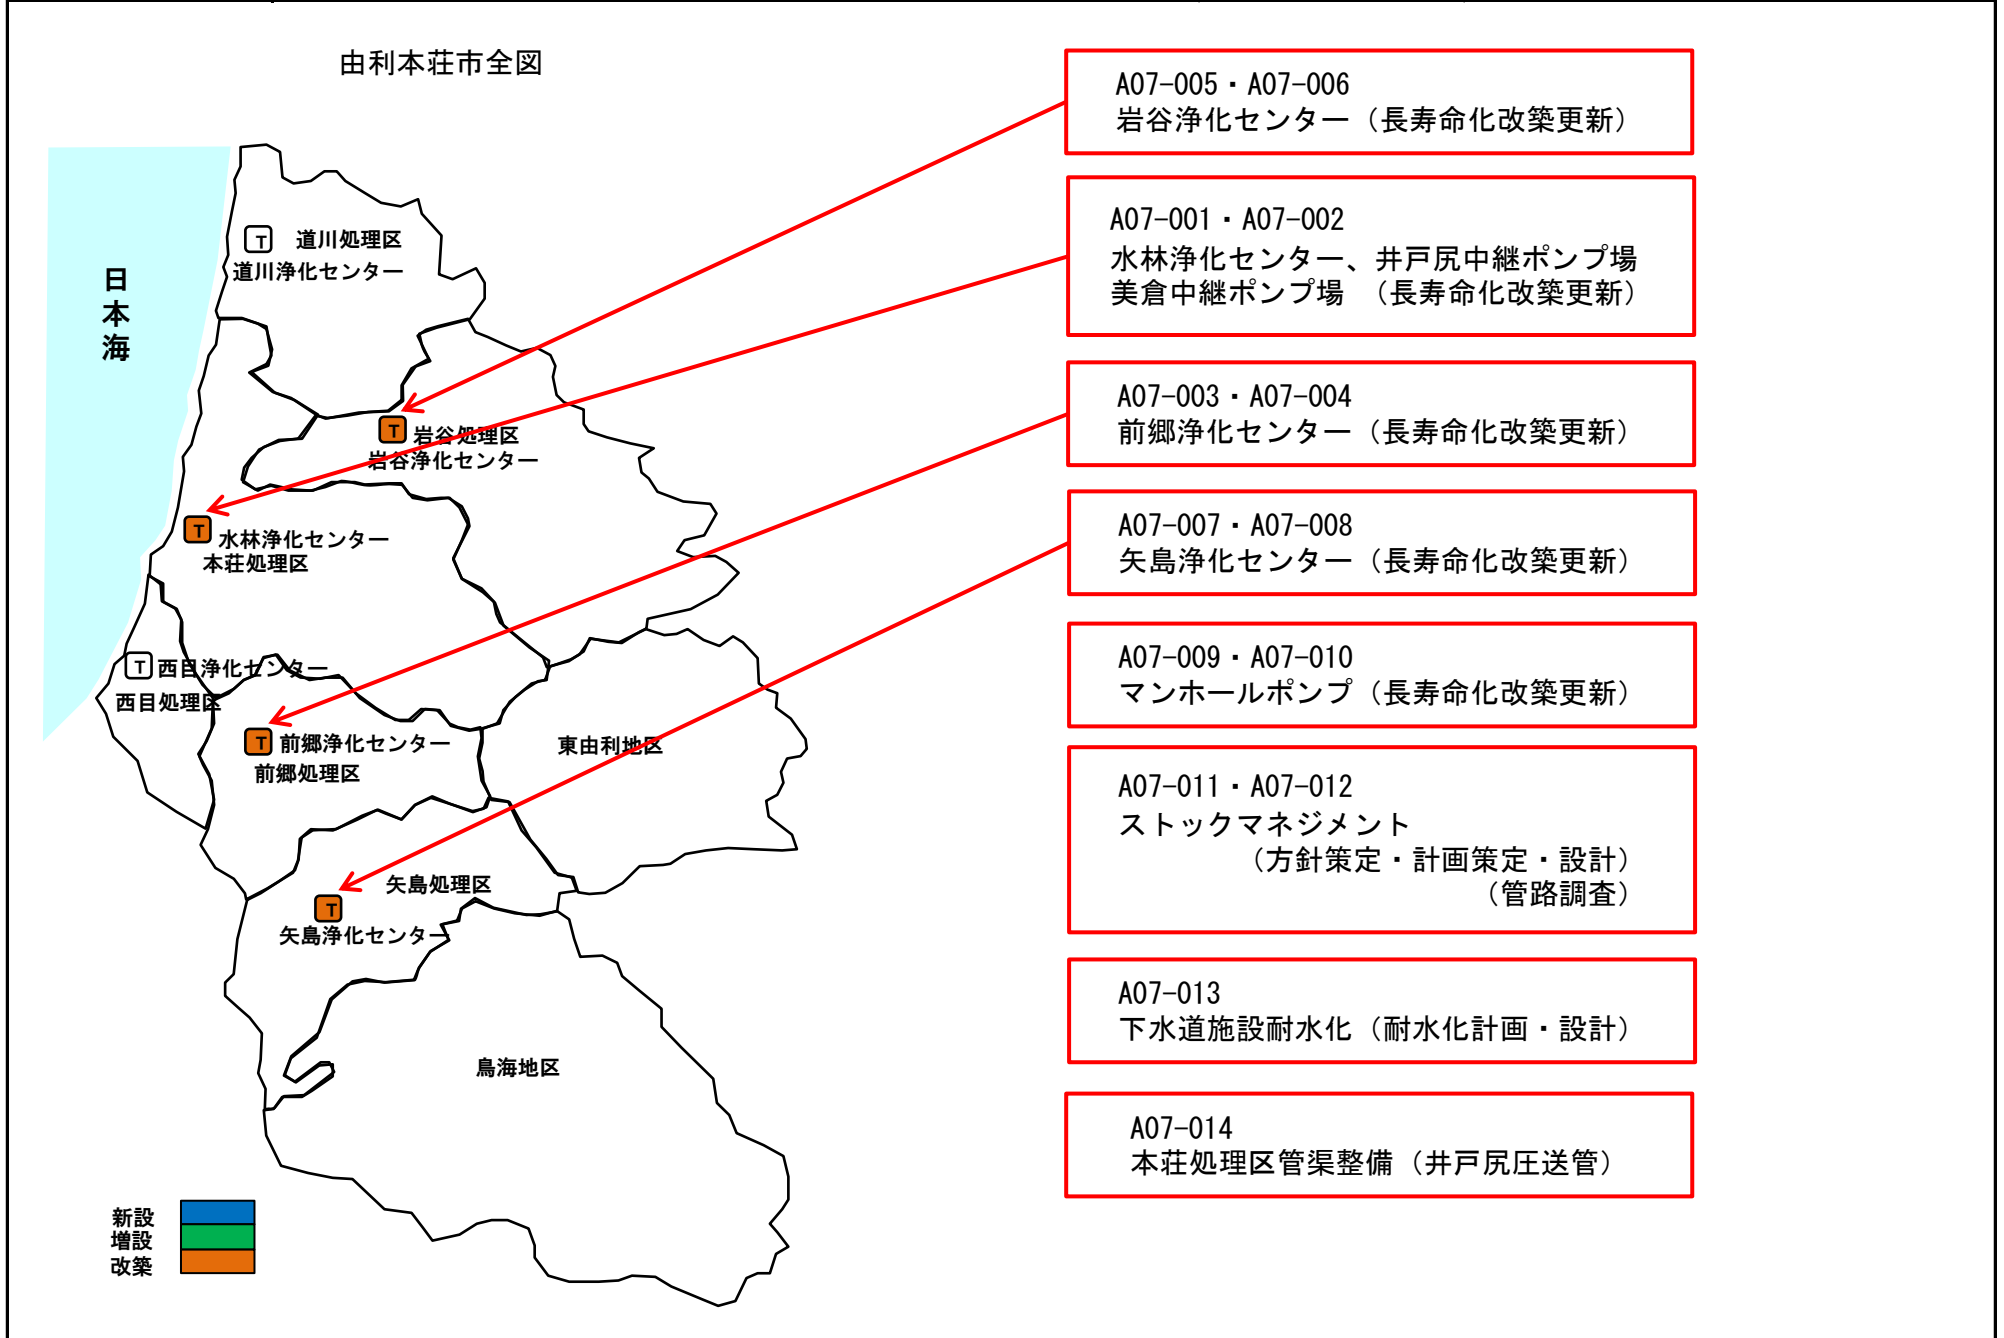 由利本荘市全図
日本海
T 道川処理区
道川浄化センター
T 岩谷処理区
岩谷浄化センター
T 水林浄化センター
本荘処理区
T 西目浄化センター
西目処理区
T 前郷浄化センター
前郷処理区
東由利地区
矢島処理区
T
矢島浄化センター
鳥海地区
新設
増設
改築
A07-005・A07-006
岩谷浄化センター（長寿命化改築更新）
A07-001・A07-002
水林浄化センター、井戸尻中継ポンプ場
美倉中継ポンプ場 （長寿命化改築更新）
A07-003・A07-004
前郷浄化センター（長寿命化改築更新）
A07-007・A07-008
矢島浄化センター（長寿命化改築更新）
A07-009・A07-010
マンホールポンプ（長寿命化改築更新）
A07-011・A07-012
ストックマネジメント
（方針策定・計画策定・設計）
（管路調査）
A07-013
下水道施設耐水化（耐水化計画・設計）
A07-014
本荘処理区管渠整備（井戸尻圧送管）